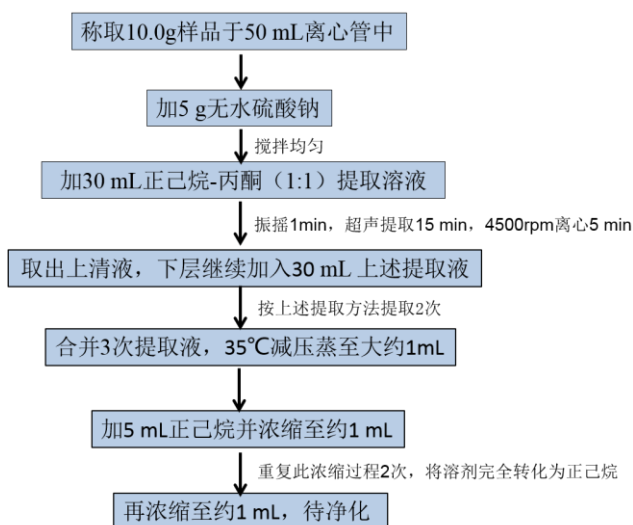 称取10.0g样品于50 mL离心管中
加5 g无水硫酸钠
搅拌均匀
加30 mL正己烷-丙酮（1:1）提取溶液
振摇1min，超声提取15 min，4500rpm离心5 min
取出上清液，下层继续加入30 mL 上述提取液
按上述提取方法提取2次
合并3次提取液，35℃减压蒸至大约1mL
加5 mL正己烷并浓缩至约1 mL
重复此浓缩过程2次，将溶剂完全转化为正己烷
再浓缩至约1 mL，待净化